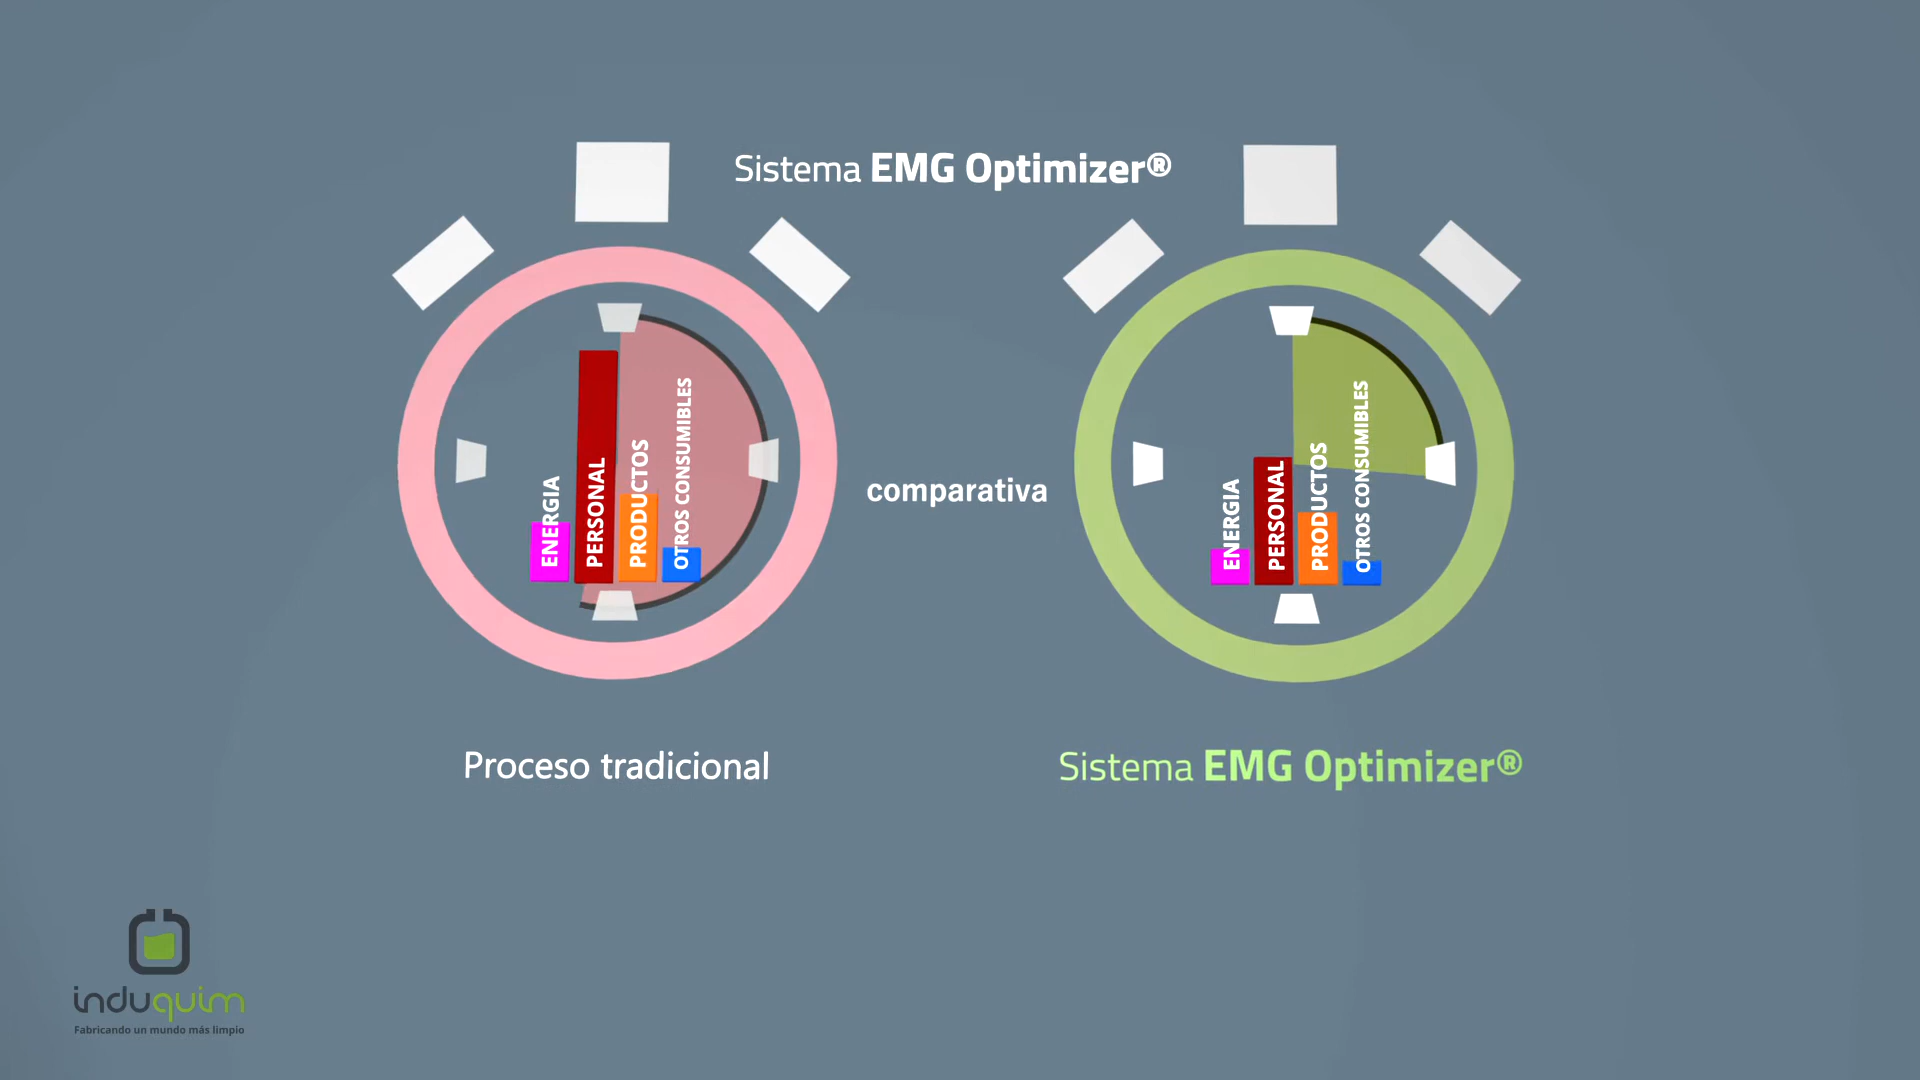 Sistema EMG Optimizer®
ENERGIA
PERSONAL
PRODUCTOS
OTROS CONSUMIBLES
comparativa
ENERGIA
PERSONAL
PRODUCTOS
OTROS CONSUMIBLES
Proceso tradicional
Sistema EMG Optimizer®
induquim
Fabricando un mundo más limpio